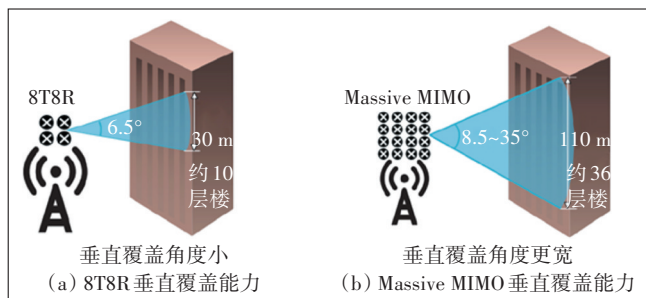 8T8R
6.5°
30 m
约10
层楼
垂直覆盖角度小
(a) 8T8R垂直覆盖能力
Massive MIMO
8.5~35°
110 m
约36
层楼
垂直覆盖角度更宽
(b) Massive MIMO垂直覆盖能力